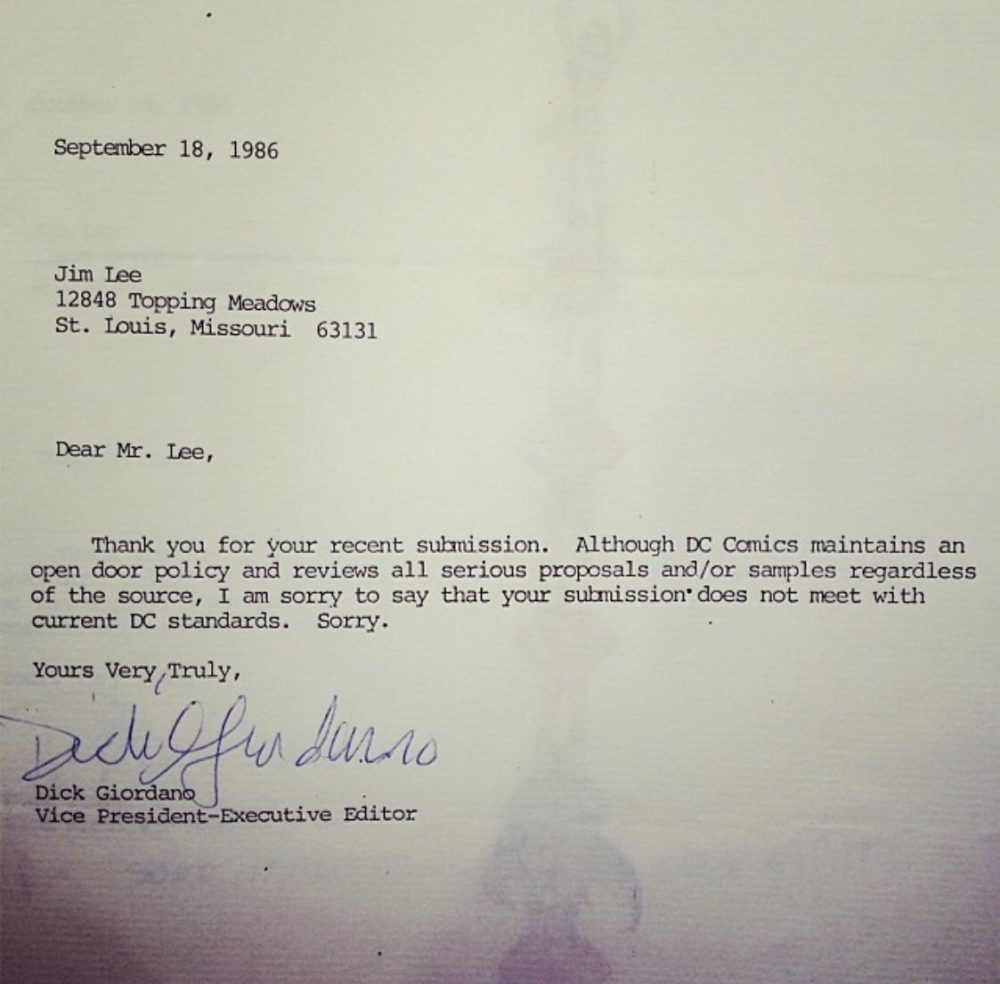 September 18, 1986
Jim Lee
12848 Topping Meadows
St. Louis, Missouri 63131
Dear Mr. Lee,
Thank you for your recent submission. Although DC Comics maintains an
open door policy and reviews all serious proposals and/or samples regardless
of the source, I am sorry to say that your submission does not meet with
current DC standards. Sorry.
Yours Very Truly,
Dick Giordano
Dick Giordano
Vice President-Executive Editor